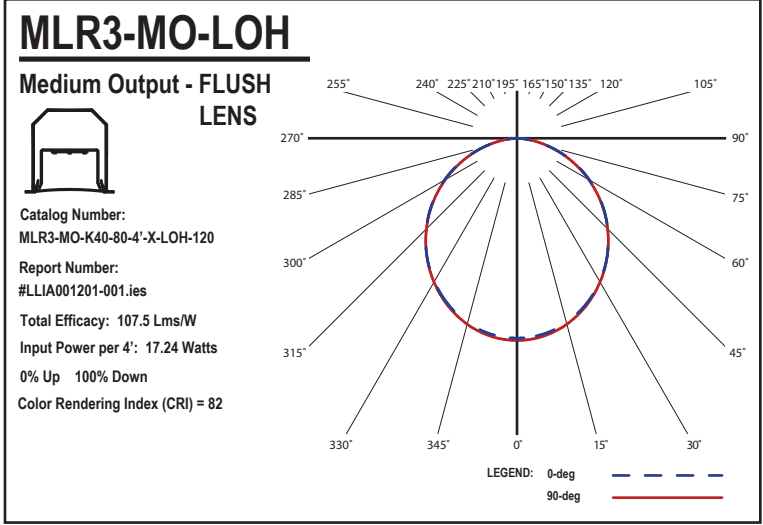 MLR3-MO-LOH
Medium Output - FLUSH
LENS
Catalog Number:
MLR3-MO-K40-80-4'-X-LOH-120
Report Number:
#LLIA001201-001.ies
Total Efficacy: 107.5 Lms/W
Input Power per 4': 17.24 Watts
0% Up 100% Down
Color Rendering Index (CRI) = 82
255° 240° 225° 210° 195° 165° 150° 135° 120° 105°
270° 90°
285° 75°
300° 60°
315° 45°
330° 345° 0° 15° 30°
LEGEND: 0-deg
90-deg